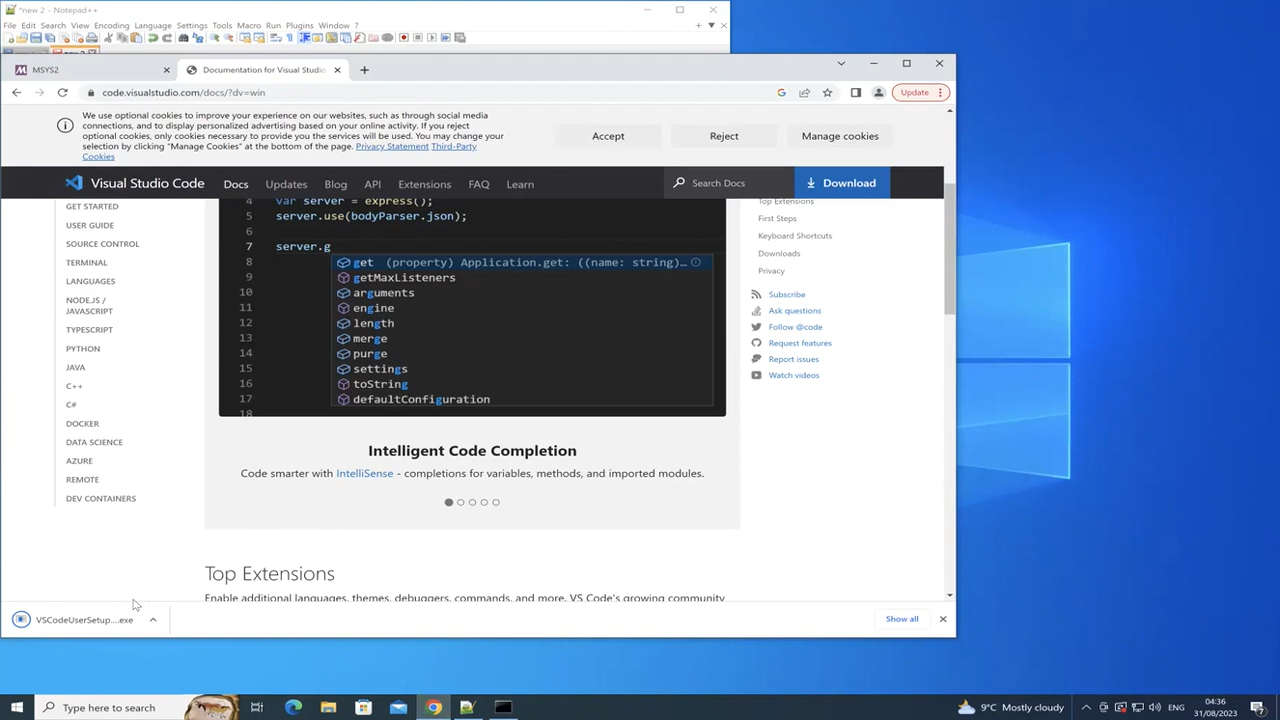 *new 2 - Notepad++
File Edit Search View Encoding Language Settings Tools Macro Run Plugins Window ?
MSYS2
Documentation for Visual Studio
code.visualstudio.com/docs/?dv=win
Update
We use optional cookies to improve your experience on our websites, such as through social media
connections, and to display personalized advertising based on your online activity. If you reject
optional cookies, only cookies necessary to provide you the services will be used. You may change your
selection by clicking "Manage Cookies" at the bottom of the page. Privacy Statement Third-Party
Cookies
Accept
Reject
Manage cookies
Visual Studio Code
Docs
Updates
Blog
API
Extensions
FAQ
Learn
Search Docs
Download
GET STARTED
USER GUIDE
SOURCE CONTROL
TERMINAL
LANGUAGES
NODE.JS /
JAVASCRIPT
TYPESCRIPT
PYTHON
JAVA
C++
C#
DOCKER
DATA SCIENCE
AZURE
REMOTE
DEV CONTAINERS
4 var server = express();
5 server.use(bodyParser.json);
6
7 server.g
8 get (property) Application.get: ((name: string)…
9 getMaxListeners
10 arguments
11 engine
12 length
13 merge
14 purge
15 settings
16 toString
17 defaultConfiguration
18
Intelligent Code Completion
Code smarter with IntelliSense - completions for variables, methods, and imported modules.
Top Extensions
Enable additional languages, themes, debuggers, commands, and more. VS Code's growing community
Top Extensions
First Steps
Keyboard Shortcuts
Downloads
Privacy
Subscribe
Ask questions
Follow @code
Request features
Report issues
Watch videos
VSCodeUserSetup....exe
Show all
Type here to search
9°C Mostly cloudy
ENG
04:36
31/08/2023
7